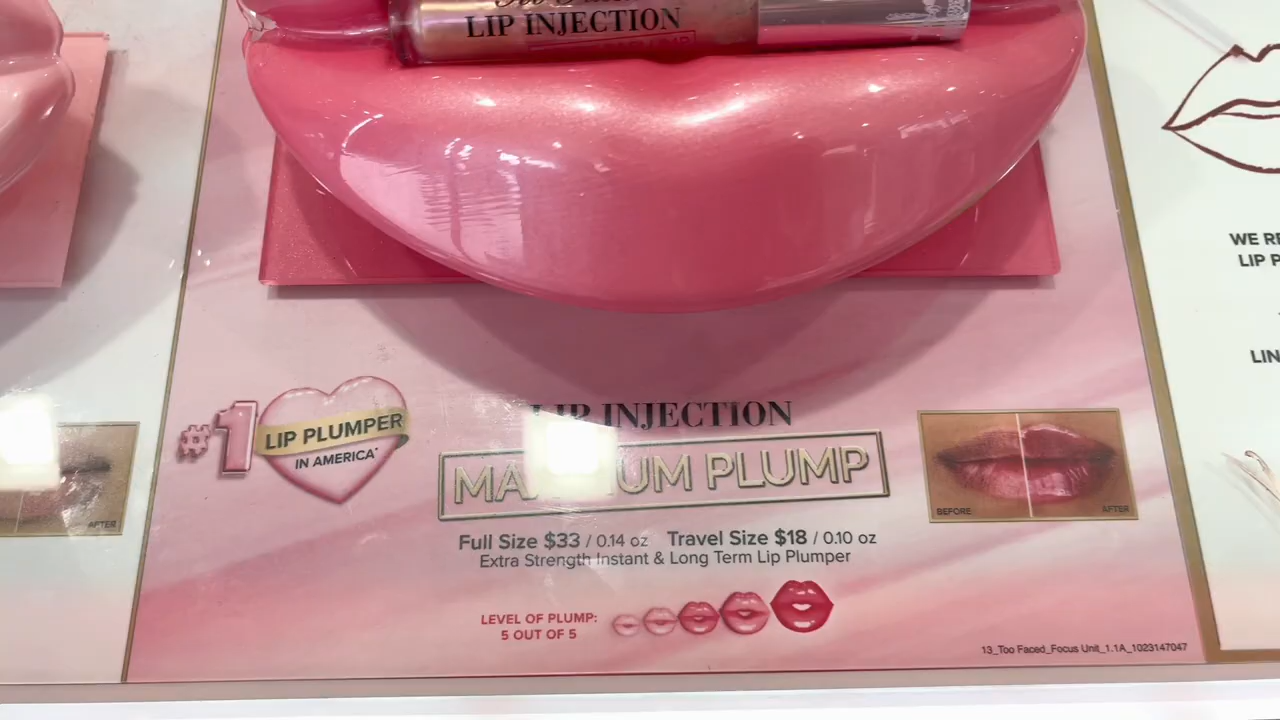 LIP INJECTION
#1 LIP PLUMPER
IN AMERICA*
LIP INJECTION
PLUMP
Full Size $33 / 0.14 oz Travel Size $18 / 0.10 oz
Extra Strength Instant & Long Term Lip Plumper
LEVEL OF PLUMP:
5 OUT OF 5
BEFORE AFTER
AFTER
13_Too Faced_Focus Unit_1.1A_1023147047
WE
LIP